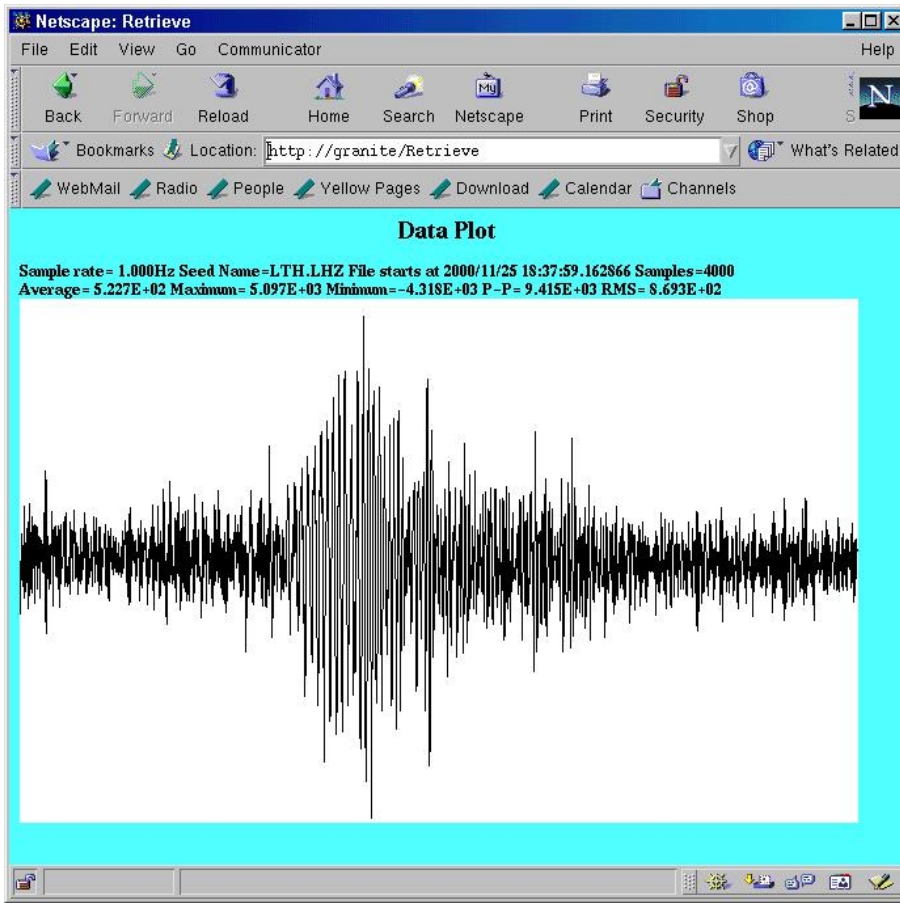 Netscape: Retrieve
File Edit View Go Communicator Help
Back Forward Reload Home Search Netscape Print Security Shop S N
My
Bookmarks Location: http://granite/Retrieve What's Related
WebMail Radio People Yellow Pages Download Calendar Channels
Data Plot
Sample rate= 1.000Hz Seed Name=LTH.LHZ File starts at 2000/11/25 18:37:59.162866 Samples=4000
Average= 5.227E+02 Maximum= 5.097E+03 Minimum=-4.318E+03 P-P= 9.415E+03 RMS= 8.693E+02